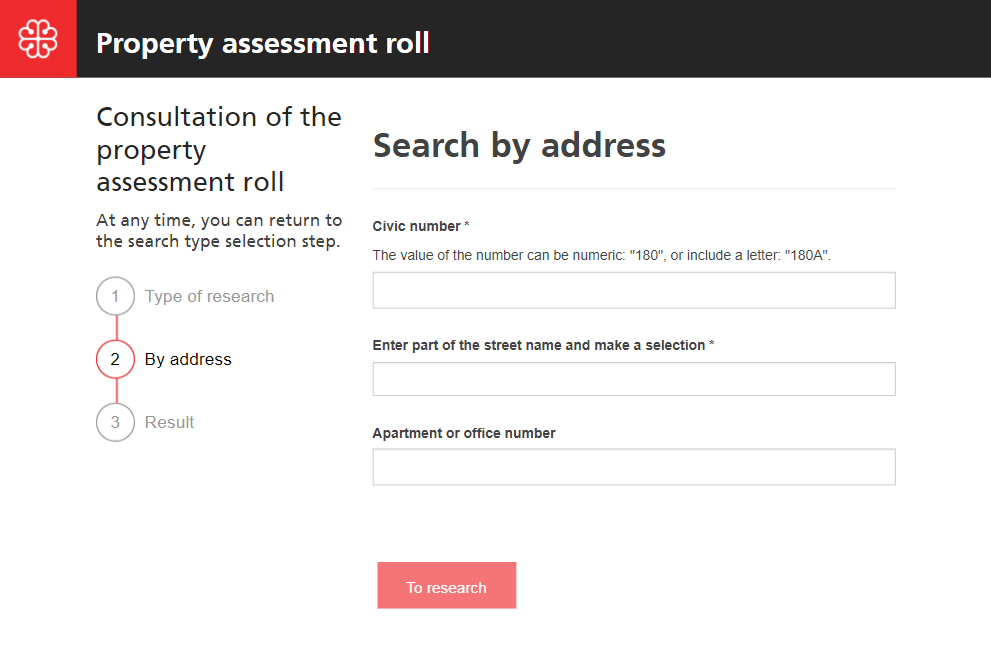 Property assessment roll
Consultation of the
property
assessment roll
At any time, you can return to
the search type selection step.
1 Type of research
2 By address
3 Result
Search by address
Civic number *
The value of the number can be numeric: "180", or include a letter: "180A".
Enter part of the street name and make a selection *
Apartment or office number
To research